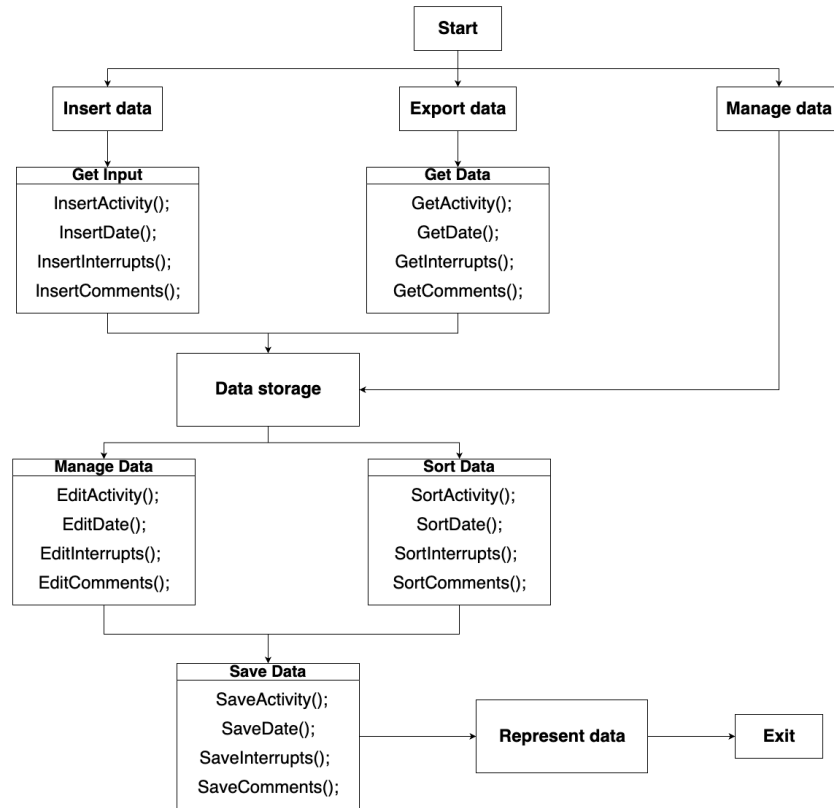 Start
Insert data
Export data
Manage data
Get Input
InsertActivity();
InsertDate();
InsertInterrupts();
InsertComments();
Get Data
GetActivity();
GetDate();
GetInterrupts();
GetComments();
Data storage
Manage Data
EditActivity();
EditDate();
EditInterrupts();
EditComments();
Sort Data
SortActivity();
SortDate();
SortInterrupts();
SortComments();
Save Data
SaveActivity();
SaveDate();
SaveInterrupts();
SaveComments();
Represent data
Exit